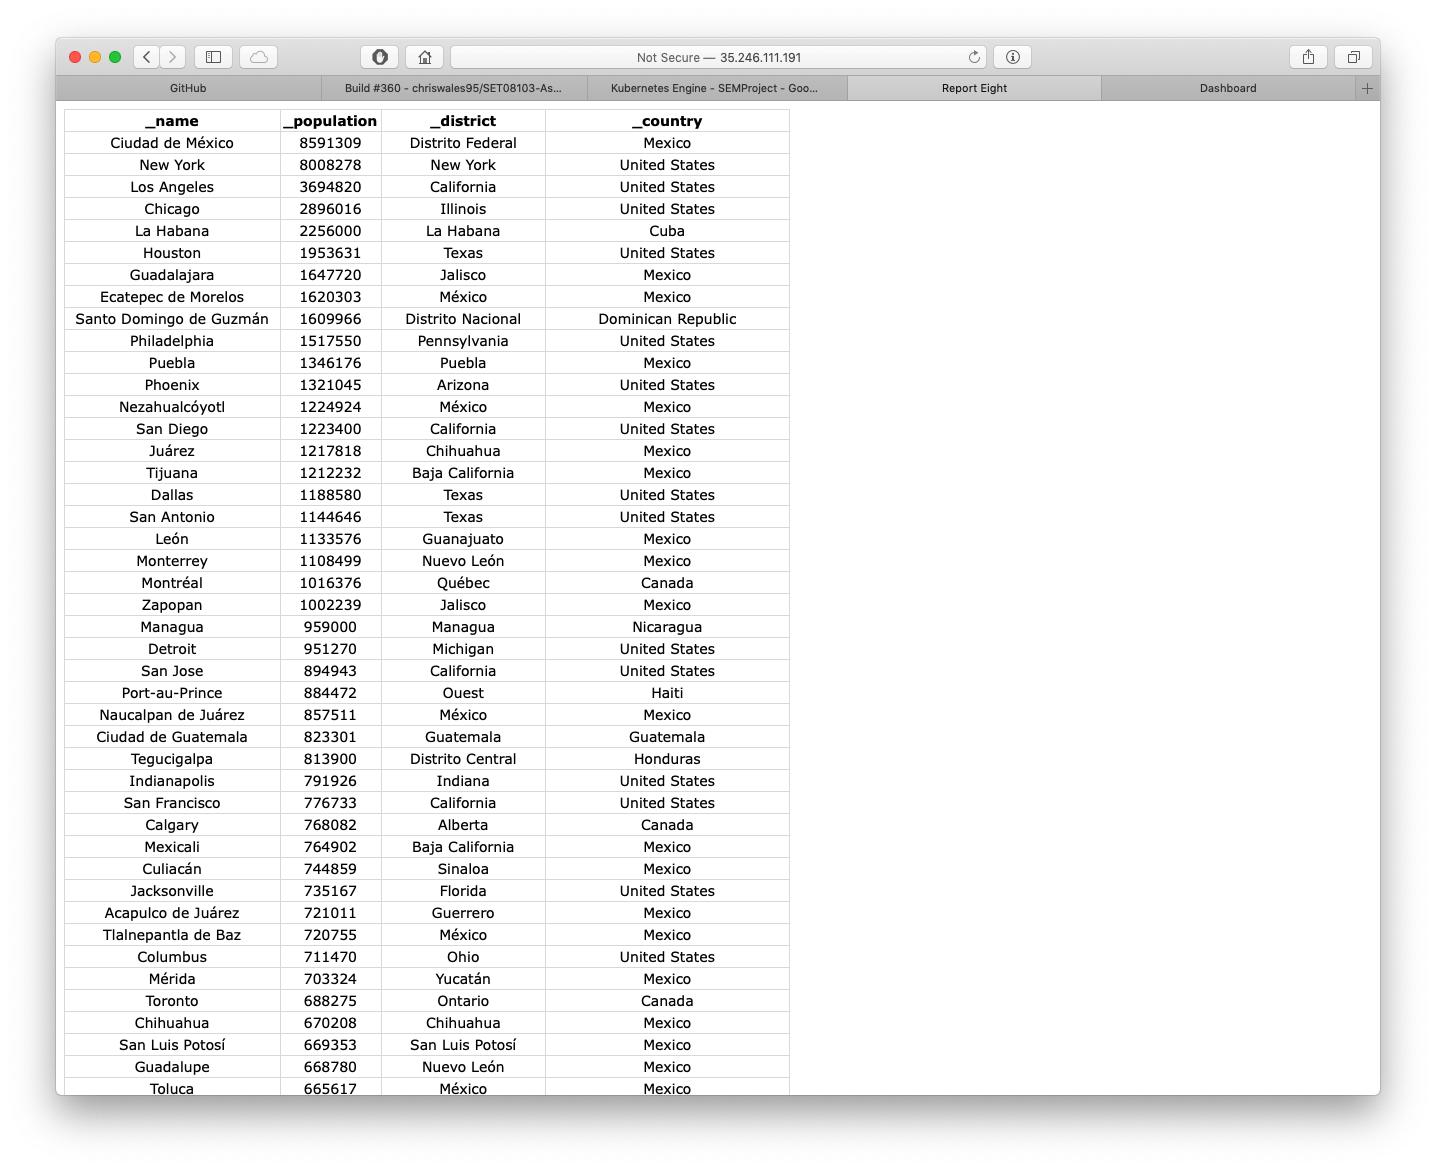 Not Secure — 35.246.111.191
GitHub Build #360 - chriswales95/SET08103-As... Kubernetes Engine - SEMProject - Goo... Report Eight Dashboard
_name _population _district _country
Ciudad de México 8591309 Distrito Federal Mexico
New York 8008278 New York United States
Los Angeles 3694820 California United States
Chicago 2896016 Illinois United States
La Habana 2256000 La Habana Cuba
Houston 1953631 Texas United States
Guadalajara 1647720 Jalisco Mexico
Ecatepec de Morelos 1620303 México Mexico
Santo Domingo de Guzmán 1609966 Distrito Nacional Dominican Republic
Philadelphia 1517550 Pennsylvania United States
Puebla 1346176 Puebla Mexico
Phoenix 1321045 Arizona United States
Nezahualcóyotl 1224924 México Mexico
San Diego 1223400 California United States
Juárez 1217818 Chihuahua Mexico
Tijuana 1212232 Baja California Mexico
Dallas 1188580 Texas United States
San Antonio 1144646 Texas United States
León 1133576 Guanajuato Mexico
Monterrey 1108499 Nuevo León Mexico
Montréal 1016376 Québec Canada
Zapopan 1002239 Jalisco Mexico
Managua 959000 Managua Nicaragua
Detroit 951270 Michigan United States
San Jose 894943 California United States
Port-au-Prince 884472 Ouest Haiti
Naucalpan de Juárez 857511 México Mexico
Ciudad de Guatemala 823301 Guatemala Guatemala
Tegucigalpa 813900 Distrito Central Honduras
Indianapolis 791926 Indiana United States
San Francisco 776733 California United States
Calgary 768082 Alberta Canada
Mexicali 764902 Baja California Mexico
Culiacán 744859 Sinaloa Mexico
Jacksonville 735167 Florida United States
Acapulco de Juárez 721011 Guerrero Mexico
Tlalnepantla de Baz 720755 México Mexico
Columbus 711470 Ohio United States
Mérida 703324 Yucatán Mexico
Toronto 688275 Ontario Canada
Chihuahua 670208 Chihuahua Mexico
San Luis Potosí 669353 San Luis Potosí Mexico
Guadalupe 668780 Nuevo León Mexico
Toluca 665617 México Mexico